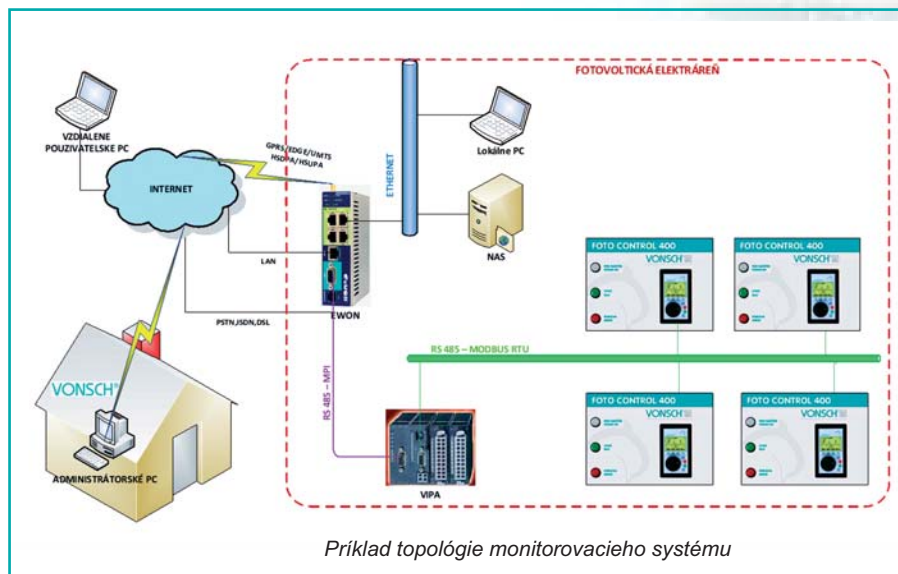 FOTOVOLTICKÁ ELEKTRÁREŇ
VZDIALENE
POUZIVATELSKE PC
GPRS/EDGE/UMTS
HSDPA/HSUPA
INTERNET
ETHERNET
Lokálne PC
NAS
LAN
EWON
PSTN,ISDN,DSL
RS 485 – MPI
RS 485 – MODBUS RTU
FOTO CONTROL 400
VONSCH®
FOTO CONTROL 400
VONSCH®
FOTO CONTROL 400
VONSCH®
FOTO CONTROL 400
VONSCH®
VONSCH®
ADMINISTRÁTORSKÉ PC
VIPA
Príklad topológie monitorovacieho systému